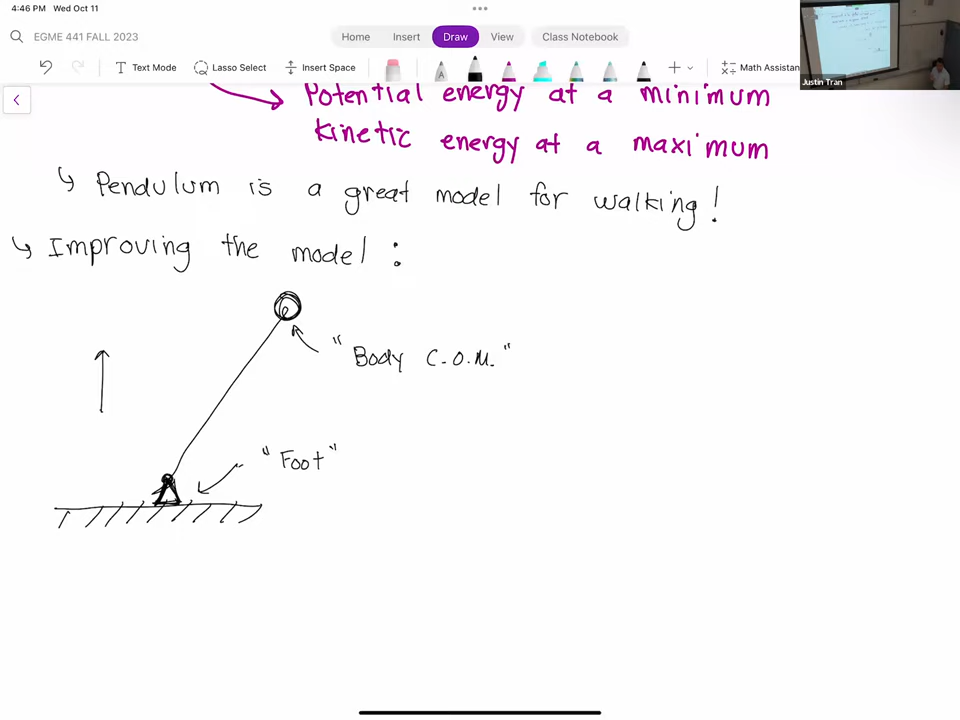 4:46 PM Wed Oct 11
EGME 441 FALL 2023
Home Insert Draw View Class Notebook
Text Mode Lasso Select Insert Space Math Assistan
A
Justin Tran
Potential energy at a minimum
kinetic energy at a maximum
↳ Pendulum is a great model for walking!
↳ Improving the model :
"Body C.O.M."
"Foot"